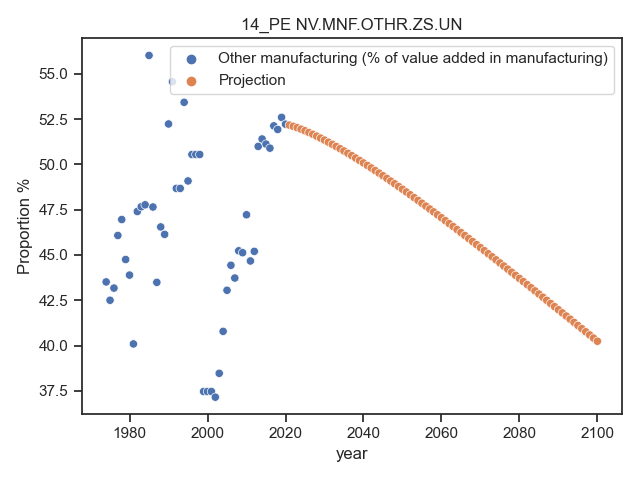 14_PE NV.MNF.OTHR.ZS.UN
Other manufacturing (% of value added in manufacturing)
Projection
Proportion %
55.0
52.5
50.0
47.5
45.0
42.5
40.0
37.5
1980 2000 2020 2040 2060 2080 2100
year